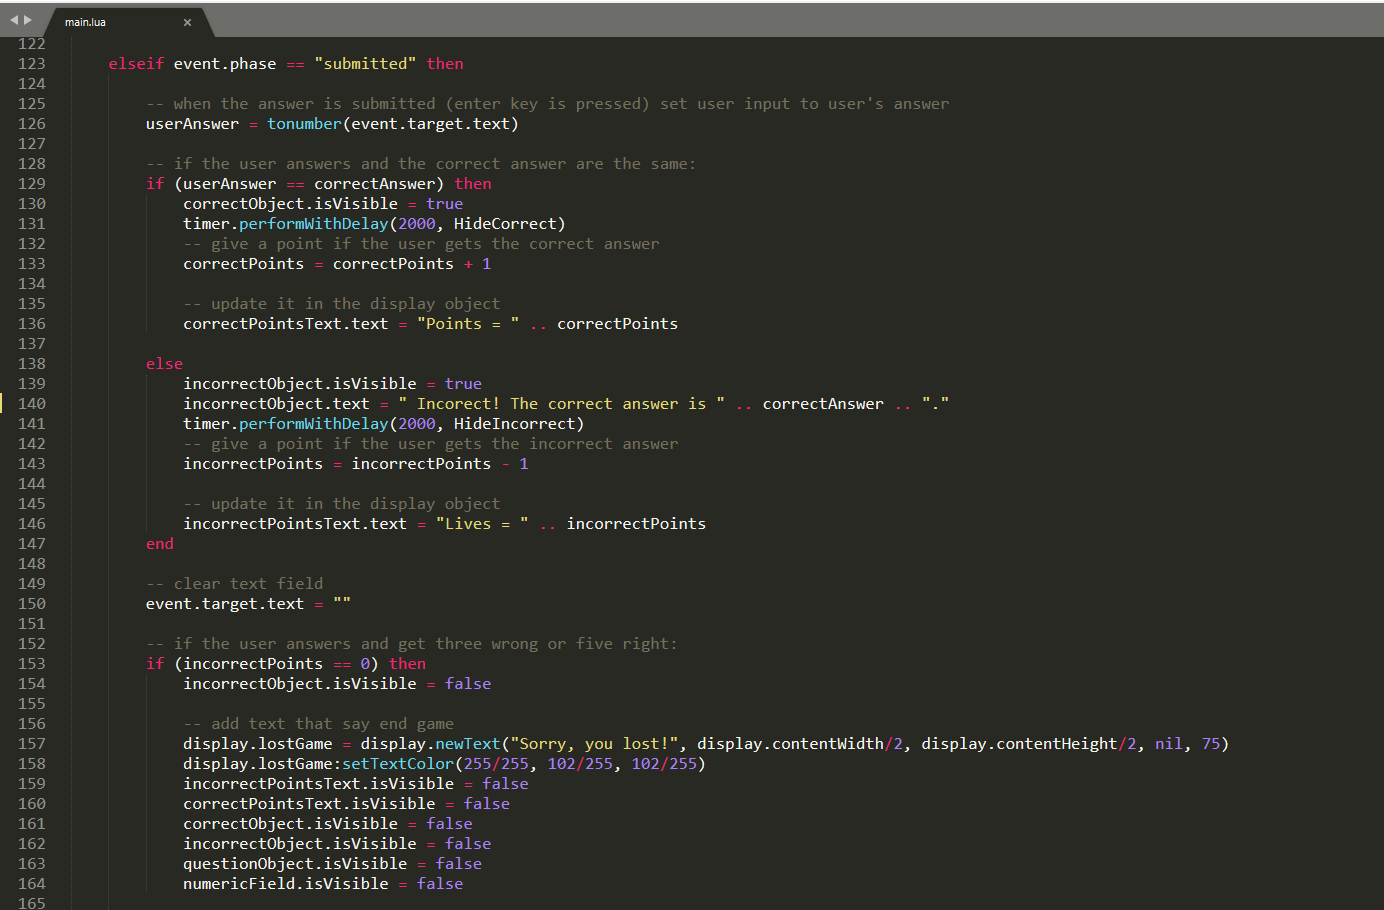 main.lua ×
122
123 elseif event.phase == "submitted" then
124
125 -- when the answer is submitted (enter key is pressed) set user input to user's answer
126 userAnswer = tonumber(event.target.text)
127
128 -- if the user answers and the correct answer are the same:
129 if (userAnswer == correctAnswer) then
130 correctObject.isVisible = true
131 timer.performWithDelay(2000, HideCorrect)
132 -- give a point if the user gets the correct answer
133 correctPoints = correctPoints + 1
134
135 -- update it in the display object
136 correctPointsText.text = "Points = " .. correctPoints
137
138 else
139 incorrectObject.isVisible = true
140 incorrectObject.text = " Incorect! The correct answer is " .. correctAnswer .. "."
141 timer.performWithDelay(2000, HideIncorrect)
142 -- give a point if the user gets the incorrect answer
143 incorrectPoints = incorrectPoints - 1
144
145 -- update it in the display object
146 incorrectPointsText.text = "Lives = " .. incorrectPoints
147 end
148
149 -- clear text field
150 event.target.text = ""
151
152 -- if the user answers and get three wrong or five right:
153 if (incorrectPoints == 0) then
154 incorrectObject.isVisible = false
155
156 -- add text that say end game
157 display.lostGame = display.newText("Sorry, you lost!", display.contentWidth/2, display.contentHeight/2, nil, 75)
158 display.lostGame:setTextColor(255/255, 102/255, 102/255)
159 incorrectPointsText.isVisible = false
160 correctPointsText.isVisible = false
161 correctObject.isVisible = false
162 incorrectObject.isVisible = false
163 questionObject.isVisible = false
164 numericField.isVisible = false
165